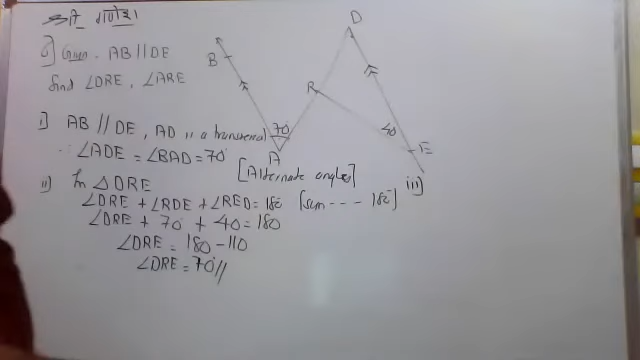 i) Given - AB || DE
find ∠DRE, ∠ARE
B
D
R
70°
40
A
E
i) AB || DE, AD is a transversal
∴ ∠ADE = ∠BAD = 70°
[Alternate angles]
ii) In △DRE
iii)
∠DRE + ∠RDE + ∠RED = 180° [sum --- 180°]
∠DRE + 70° + 40° = 180
∠DRE = 180 - 110
∠DRE = 70° //